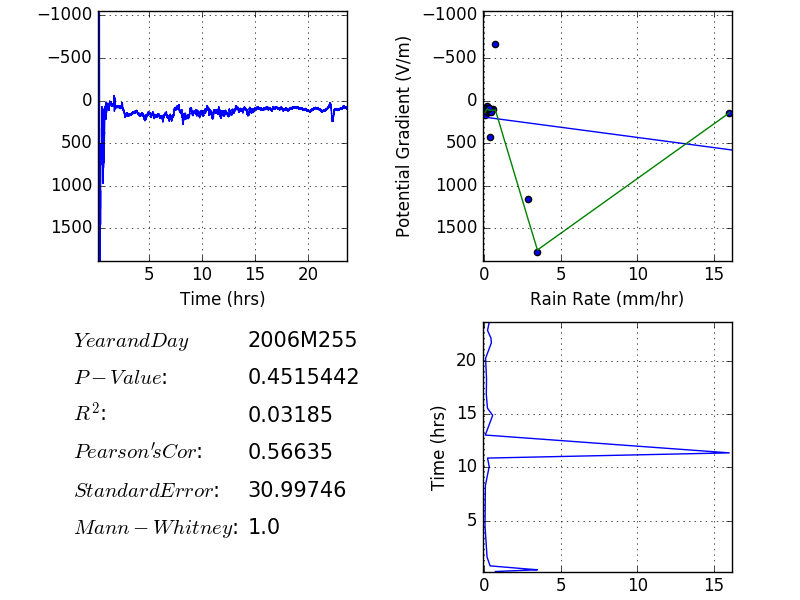 −1000
−500
0
500
1000
1500
5 10 15 20
Time (hrs)
Potential Gradient (V/m)
−1000
−500
0
500
1000
1500
0 5 10 15
Rain Rate (mm/hr)
YearandDay 2006M255
P−Value: 0.4515442
R²: 0.03185
Pearson'sCor: 0.56635
StandardError: 30.99746
Mann−Whitney: 1.0
Time (hrs)
20
15
10
5
0 5 10 15